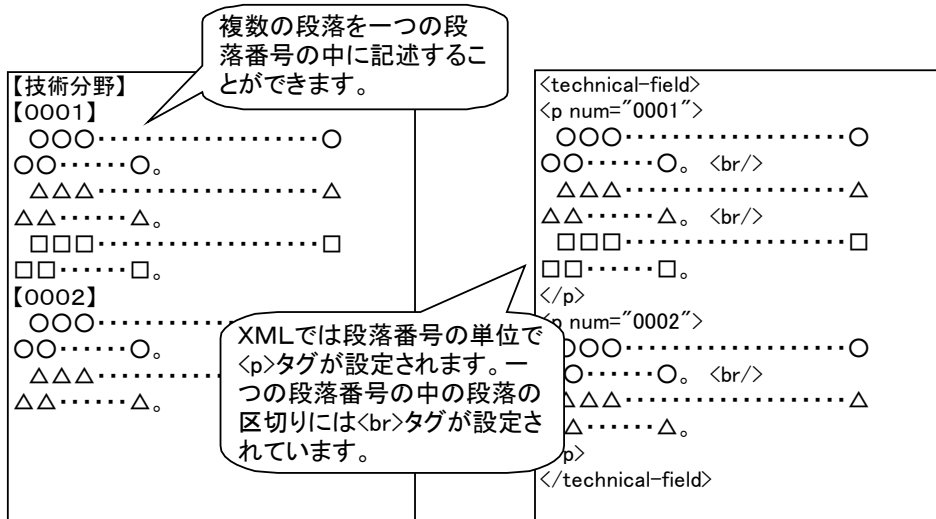 複数の段落を一つの段
落番号の中に記述するこ
とができます。
【技術分野】
【0001】
　○○○・・・・・・・・・・・・・・・・・・・・○
○○・・・・・・○。
　△△△・・・・・・・・・・・・・・・・・・・・△
△△・・・・・・△。
　□□□・・・・・・・・・・・・・・・・・・・・□
□□・・・・・・□。
【0002】
　○○○・・・・・・・・・・
○○・・・・・・○。
　△△△・・・・・・・・・・
△△・・・・・・△。
XMLでは段落番号の単位で
<p>タグが設定されます。一
つの段落番号の中の段落の
区切りには<br>タグが設定さ
れています。
<technical-field>
<p num="0001">
　○○○・・・・・・・・・・・・・・・・・・・・○
○○・・・・・・○。 <br/>
　△△△・・・・・・・・・・・・・・・・・・・・△
△△・・・・・・△。 <br/>
　□□□・・・・・・・・・・・・・・・・・・・・□
□□・・・・・・□。
</p>
<p num="0002">
○○○・・・・・・・・・・・・・・・・・・・・○
○・・・・・・○。 <br/>
△△△・・・・・・・・・・・・・・・・・・・・△
△・・・・・・△。
p>
</technical-field>